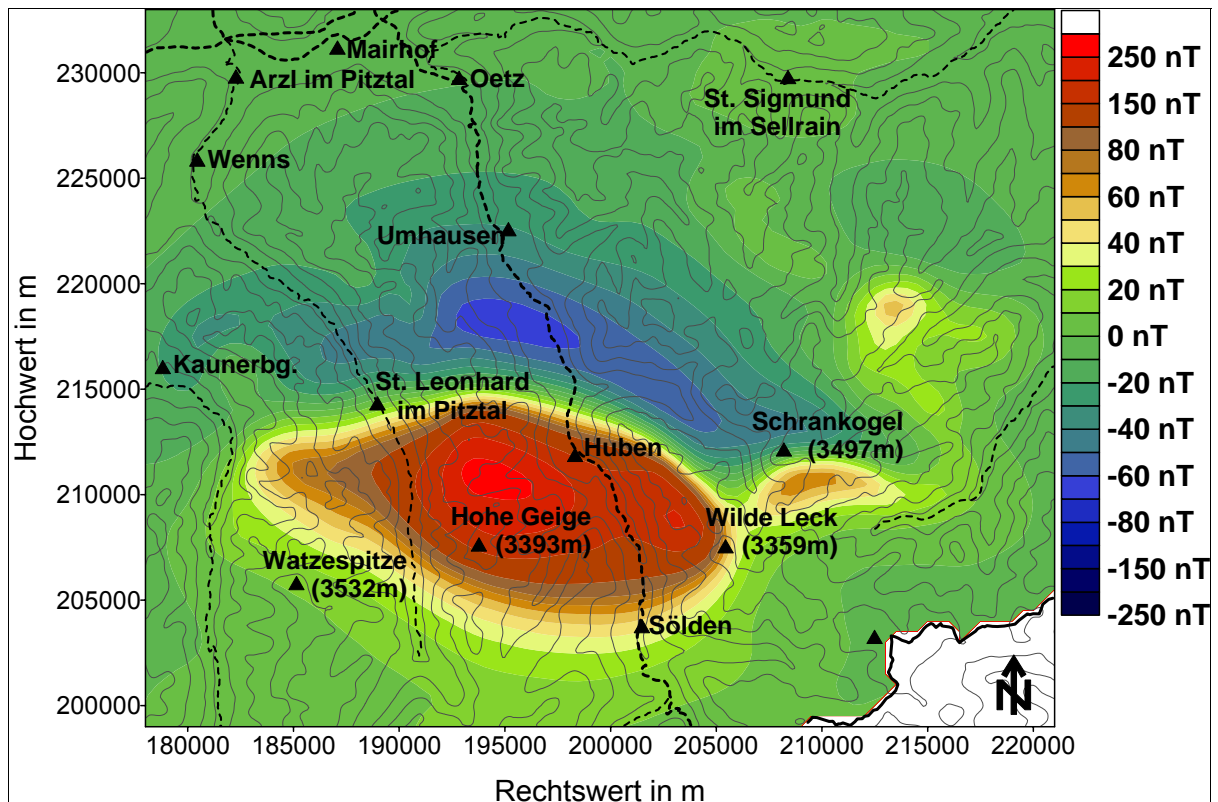 Mairhof
Arzl im Pitztal
Oetz
St. Sigmund
im Sellrain
Wenns
Umhausen
Kaunerbg.
St. Leonhard
im Pitztal
Schrankogel
(3497m)
Huben
Hohe Geige
(3393m)
Wilde Leck
(3359m)
Watzespitze
(3532m)
Sölden
N
Hochwert in m
230000
225000
220000
215000
210000
205000
200000
180000 185000 190000 195000 200000 205000 210000 215000 220000
Rechtswert in m
250 nT
150 nT
80 nT
60 nT
40 nT
20 nT
0 nT
-20 nT
-40 nT
-60 nT
-80 nT
-150 nT
-250 nT